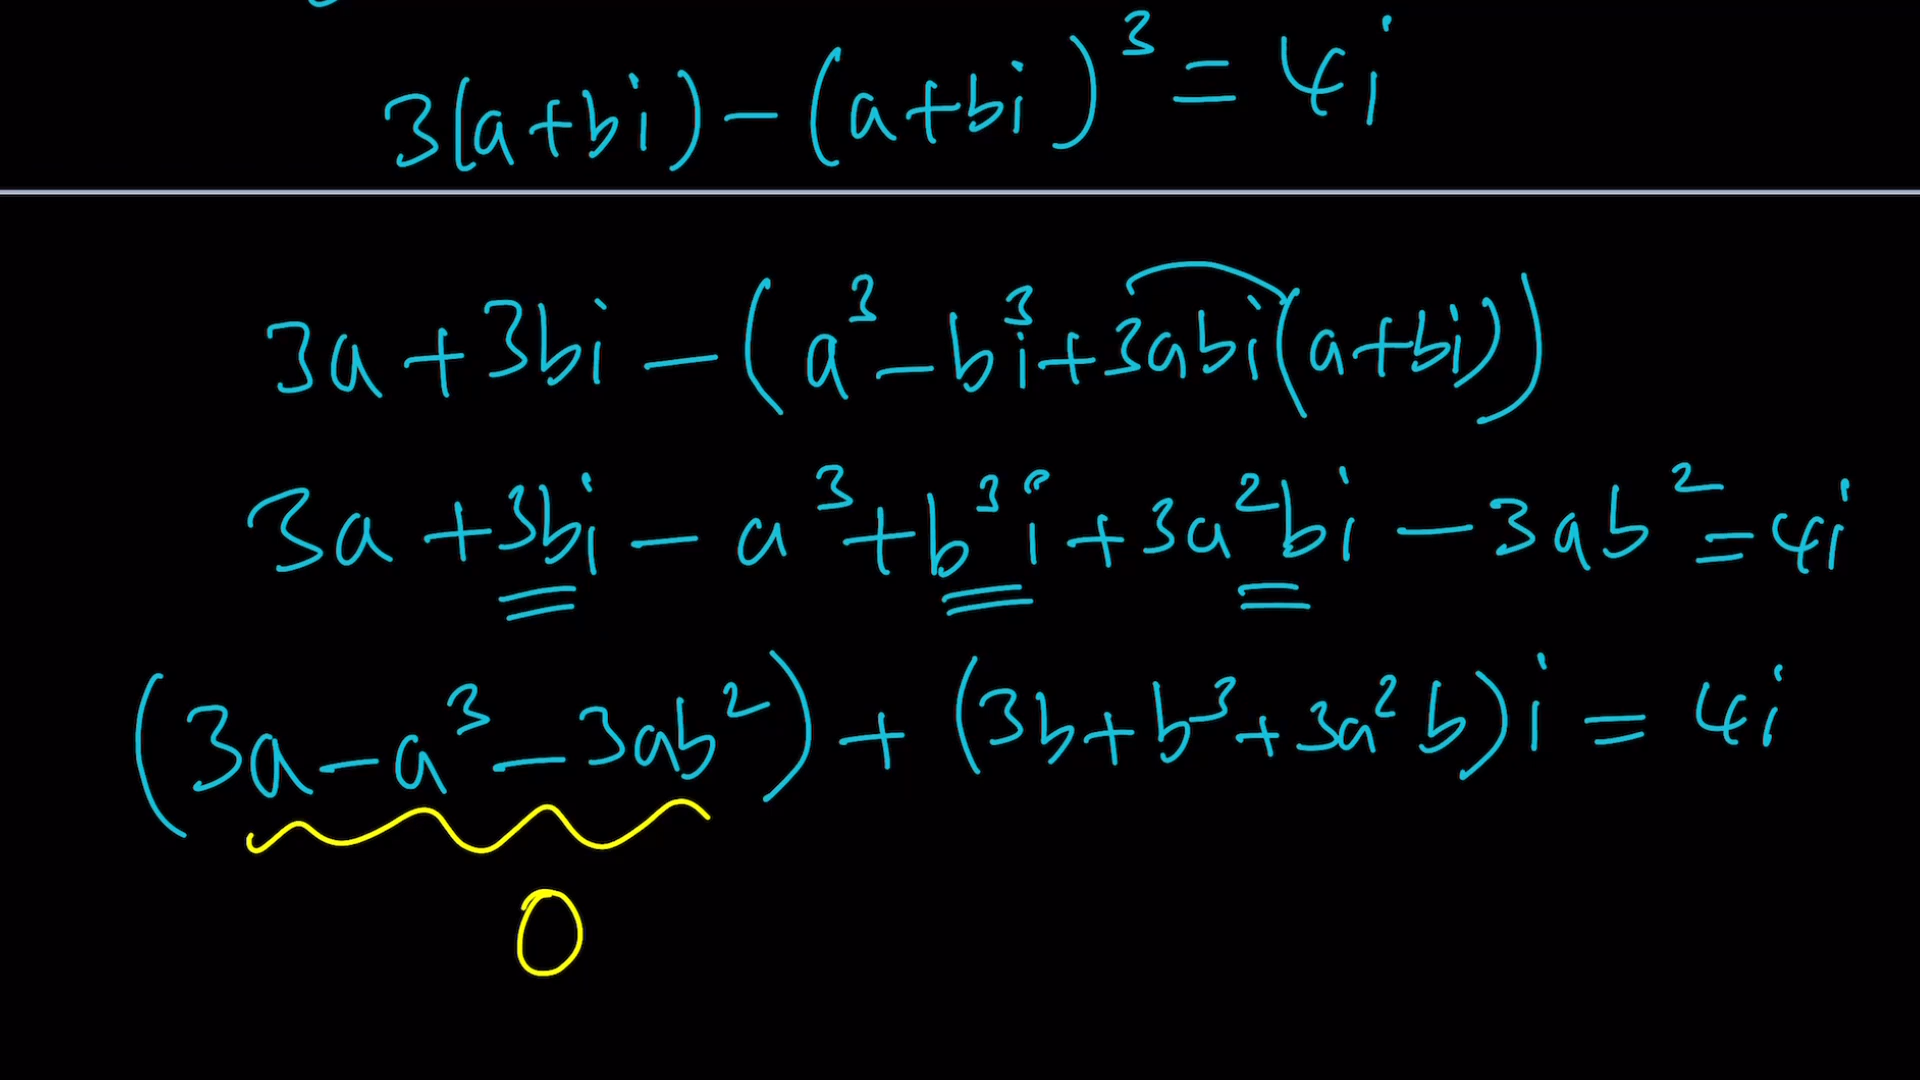 3(a+bi)-(a+bi)³=4i
3a+3bi-(a³-bi³+3abi(a+bi))
3a+3bi-a³+b³i+3a²bi-3ab²=4i
(3a-a³-3ab²)+(3b+b³+3a²b)i=4i
0